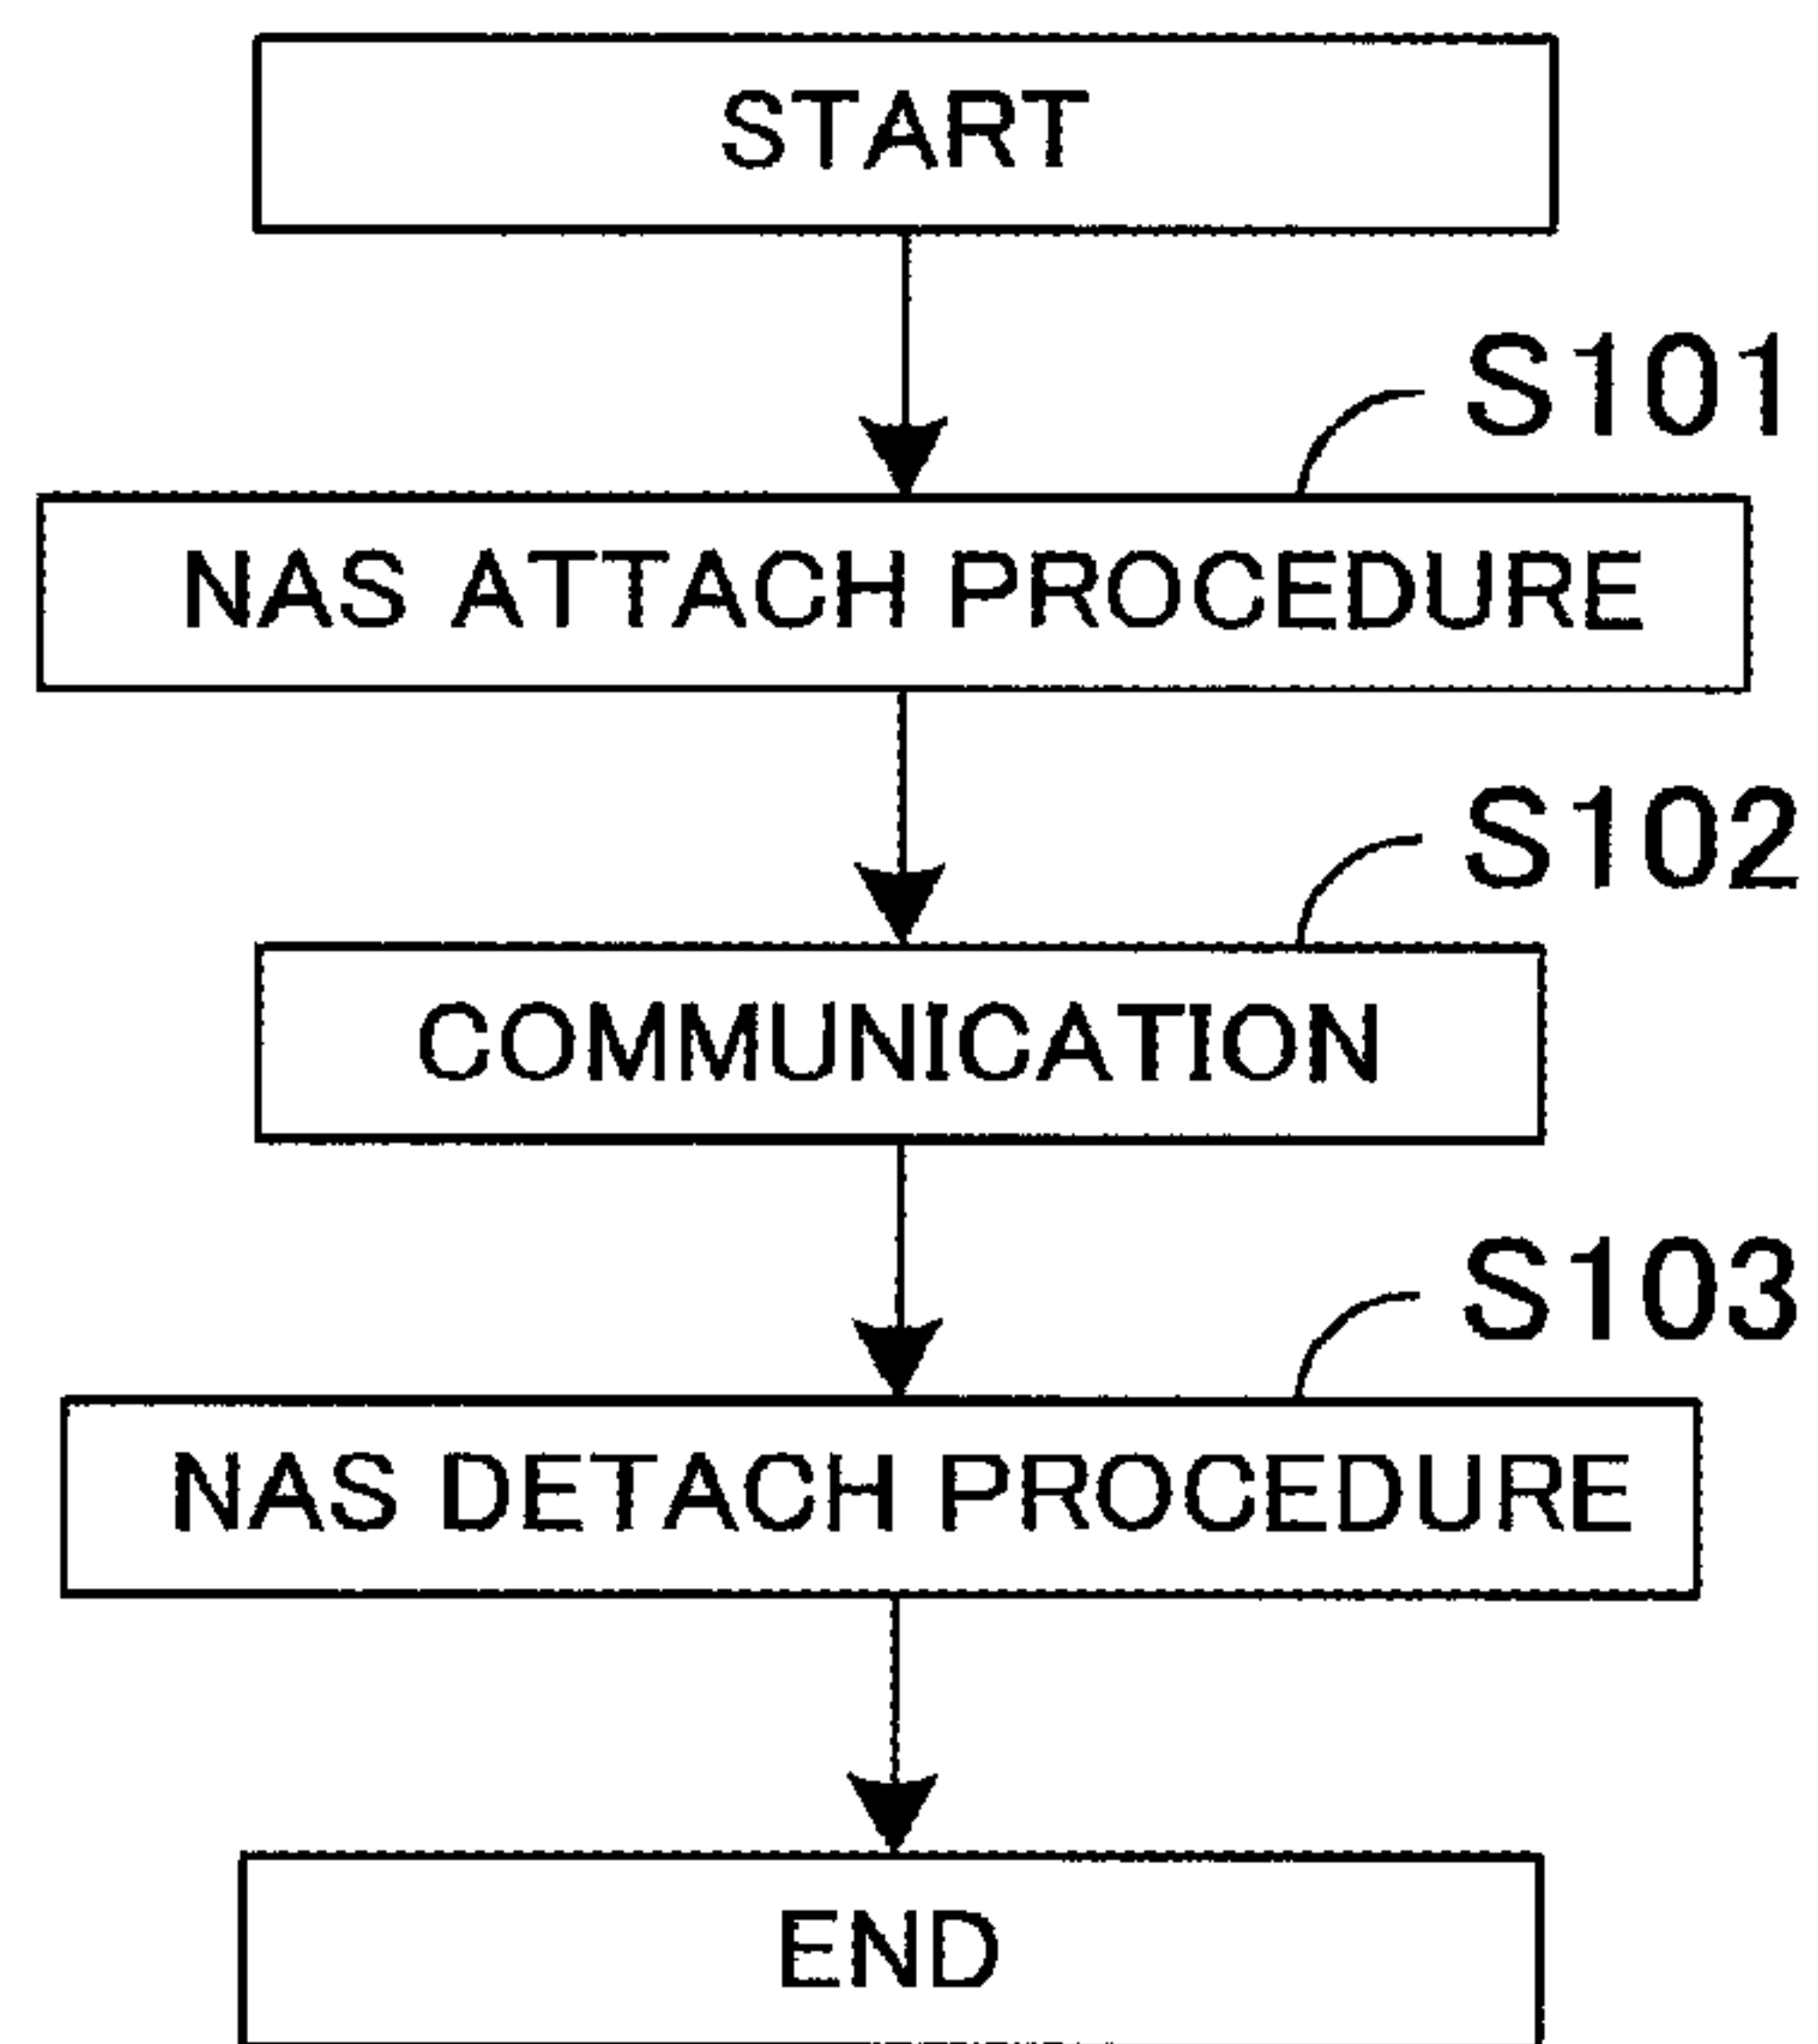 START
S101
NAS ATTACH PROCEDURE
S102
COMMUNICATION
S103
NAS DETACH PROCEDURE
END